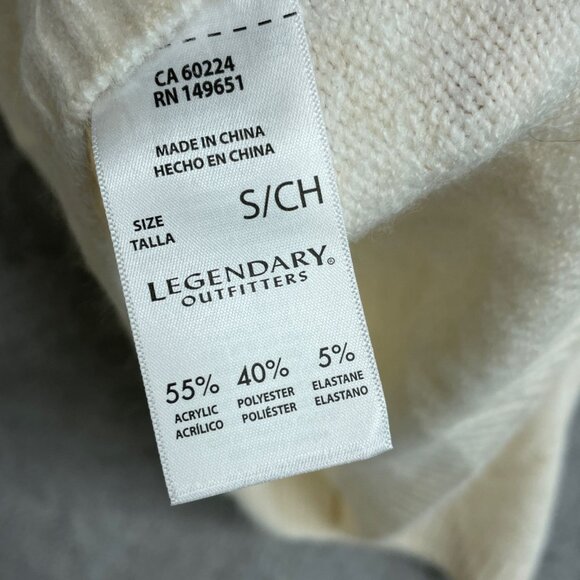 CA 60224
RN 149651
MADE IN CHINA
HECHO EN CHINA
SIZE
TALLA
S/CH
LEGENDARY®
OUTFITTERS
55%
ACRYLIC
ACRÍLICO
40%
POLYESTER
POLIÉSTER
5%
ELASTANE
ELASTANO